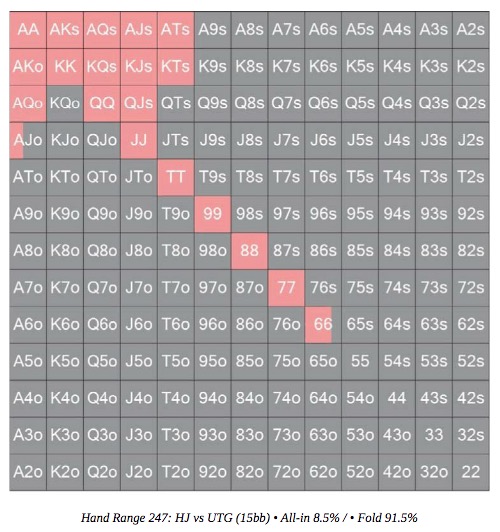 AA AKs AQs AJs ATs A9s A8s A7s A6s A5s A4s A3s A2s
AKo KK KQs KJs KTs K9s K8s K7s K6s K5s K4s K3s K2s
AQo KQo QQ QJs QTs Q9s Q8s Q7s Q6s Q5s Q4s Q3s Q2s
AJo KJo QJo JJ JTs J9s J8s J7s J6s J5s J4s J3s J2s
ATo KTo QTo JTo TT T9s T8s T7s T6s T5s T4s T3s T2s
A9o K9o Q9o J9o T9o 99 98s 97s 96s 95s 94s 93s 92s
A8o K8o Q8o J8o T8o 98o 88 87s 86s 85s 84s 83s 82s
A7o K7o Q7o J7o T7o 97o 87o 77 76s 75s 74s 73s 72s
A6o K6o Q6o J6o T6o 96o 86o 76o 66 65s 64s 63s 62s
A5o K5o Q5o J5o T5o 95o 85o 75o 65o 55 54s 53s 52s
A4o K4o Q4o J4o T4o 94o 84o 74o 64o 54o 44 43s 42s
A3o K3o Q3o J3o T3o 93o 83o 73o 63o 53o 43o 33 32s
A2o K2o Q2o J2o T2o 92o 82o 72o 62o 52o 42o 32o 22
Hand Range 247: HJ vs UTG (15bb) • All-in 8.5% / • Fold 91.5%